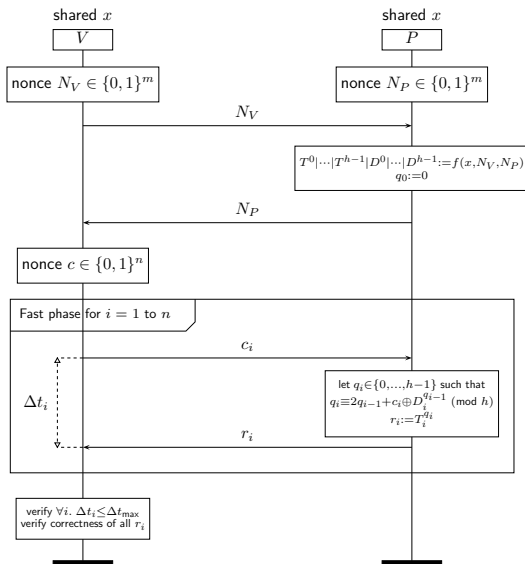 shared x shared x
V P
nonce N_V ∈ {0, 1}^m nonce N_P ∈ {0, 1}^m
N_V
T^0|···|T^{h−1}|D^0|···|D^{h−1}:=f(x,N_V,N_P)
q_0:=0
N_P
nonce c ∈ {0, 1}^n
Fast phase for i = 1 to n
c_i
let q_i∈{0,...,h−1} such that
q_i≡2q_{i−1}+c_i⊕D_i^{q_{i−1}} (mod h)
r_i:=T_i^{q_i}
Δt_i
r_i
verify ∀i. Δt_i≤Δt_max
verify correctness of all r_i